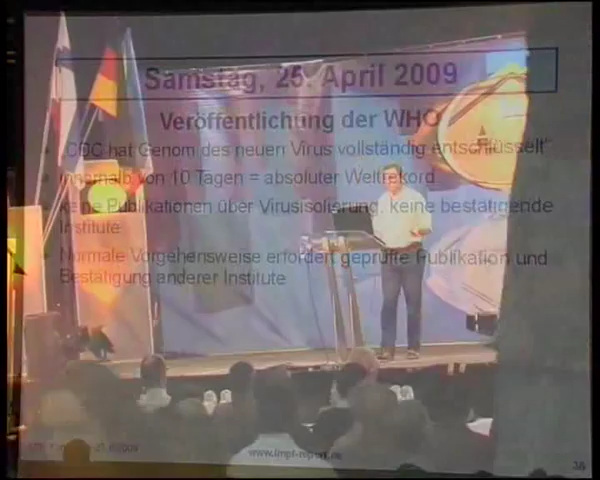 Samstag, 25. April 2009
Veröffentlichung der WHO
"CDC hat Genom des neuen Virus vollständig entschlüsselt"
innerhalb von 10 Tagen = absoluter Weltrekord
keine Publikationen über Virusisolierung, keine bestätigende
Institute
Normale Vorgehensweise erfordert geprüfte Publikation und
Bestätigung anderer Institute
www.impf-report.de
38